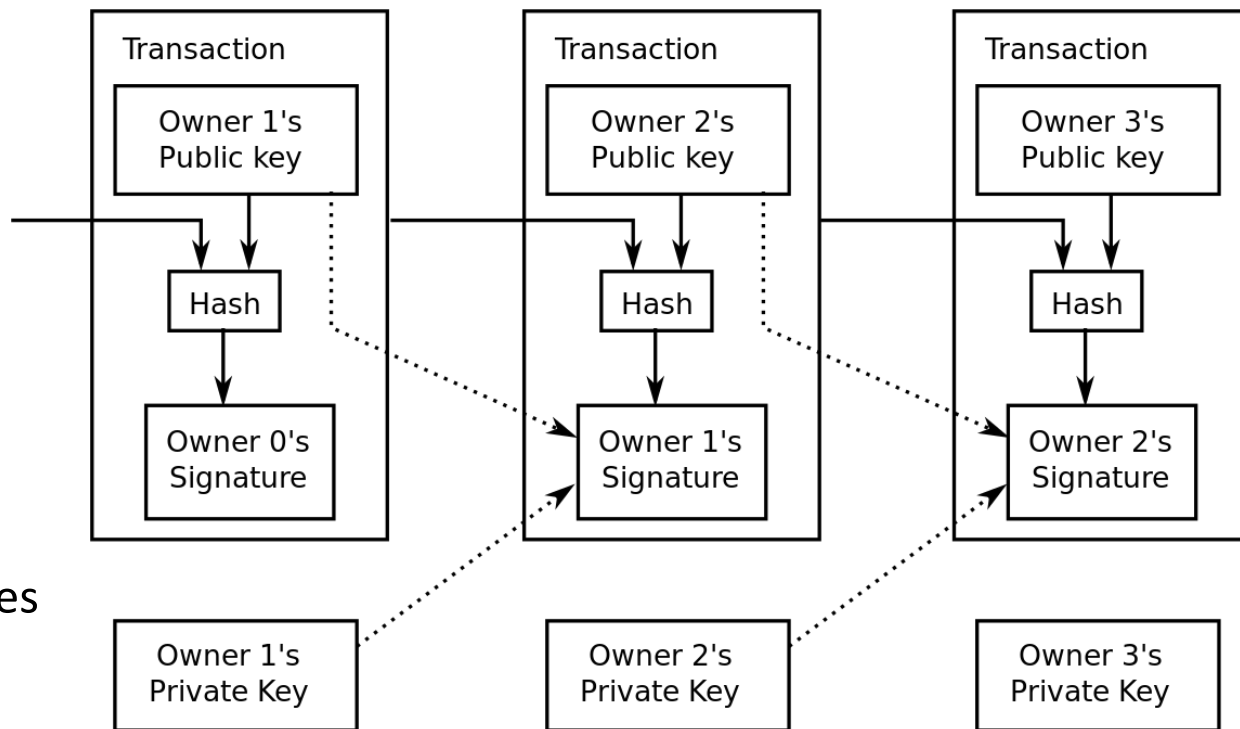 Transaction
Owner 1's
Public key
Hash
Owner 0's
Signature
Transaction
Owner 2's
Public key
Hash
Owner 1's
Signature
Transaction
Owner 3's
Public key
Hash
Owner 2's
Signature
es
Owner 1's
Private Key
Owner 2's
Private Key
Owner 3's
Private Key